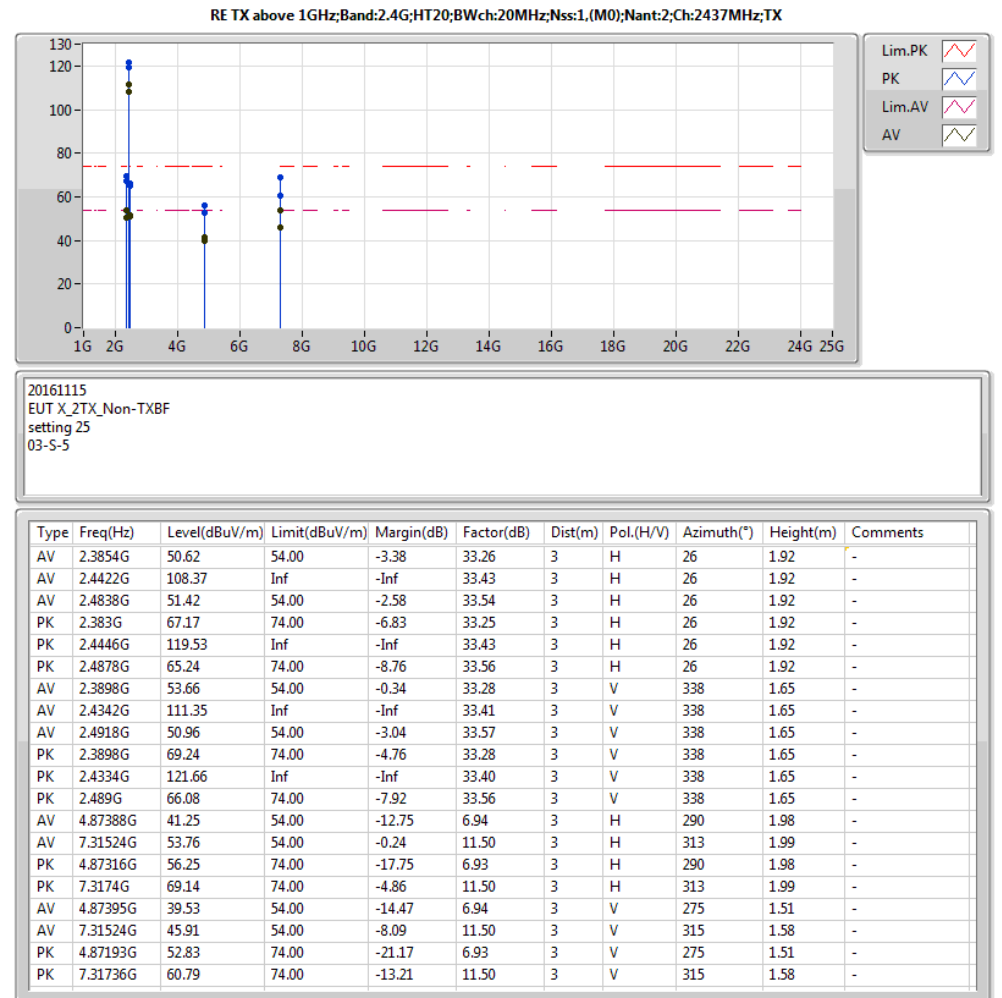 RE TX above 1GHz;Band:2.4G;HT20;BWch:20MHz;Nss:1,(M0);Nant:2;Ch:2437MHz;TX
130
120
100
80
60
40
20
0
1G 2G 4G 6G 8G 10G 12G 14G 16G 18G 20G 22G 24G 25G
Lim.PK
PK
Lim.AV
AV
20161115
EUT X_2TX_Non-TXBF
setting 25
03-S-5
Type Freq(Hz) Level(dBuV/m) Limit(dBuV/m) Margin(dB) Factor(dB) Dist(m) Pol.(H/V) Azimuth(°) Height(m) Comments
AV 2.3854G 50.62 54.00 -3.38 33.26 3 H 26 1.92 -
AV 2.4422G 108.37 Inf -Inf 33.43 3 H 26 1.92 -
AV 2.4838G 51.42 54.00 -2.58 33.54 3 H 26 1.92 -
PK 2.383G 67.17 74.00 -6.83 33.25 3 H 26 1.92 -
PK 2.4446G 119.53 Inf -Inf 33.43 3 H 26 1.92 -
PK 2.4878G 65.24 74.00 -8.76 33.56 3 H 26 1.92 -
AV 2.3898G 53.66 54.00 -0.34 33.28 3 V 338 1.65 -
AV 2.4342G 111.35 Inf -Inf 33.41 3 V 338 1.65 -
AV 2.4918G 50.96 54.00 -3.04 33.57 3 V 338 1.65 -
PK 2.3898G 69.24 74.00 -4.76 33.28 3 V 338 1.65 -
PK 2.4334G 121.66 Inf -Inf 33.40 3 V 338 1.65 -
PK 2.489G 66.08 74.00 -7.92 33.56 3 V 338 1.65 -
AV 4.87388G 41.25 54.00 -12.75 6.94 3 H 290 1.98 -
AV 7.31524G 53.76 54.00 -0.24 11.50 3 H 313 1.99 -
PK 4.87316G 56.25 74.00 -17.75 6.93 3 H 290 1.98 -
PK 7.3174G 69.14 74.00 -4.86 11.50 3 H 313 1.99 -
AV 4.87395G 39.53 54.00 -14.47 6.94 3 V 275 1.51 -
AV 7.31524G 45.91 54.00 -8.09 11.50 3 V 315 1.58 -
PK 4.87193G 52.83 74.00 -21.17 6.93 3 V 275 1.51 -
PK 7.31736G 60.79 74.00 -13.21 11.50 3 V 315 1.58 -